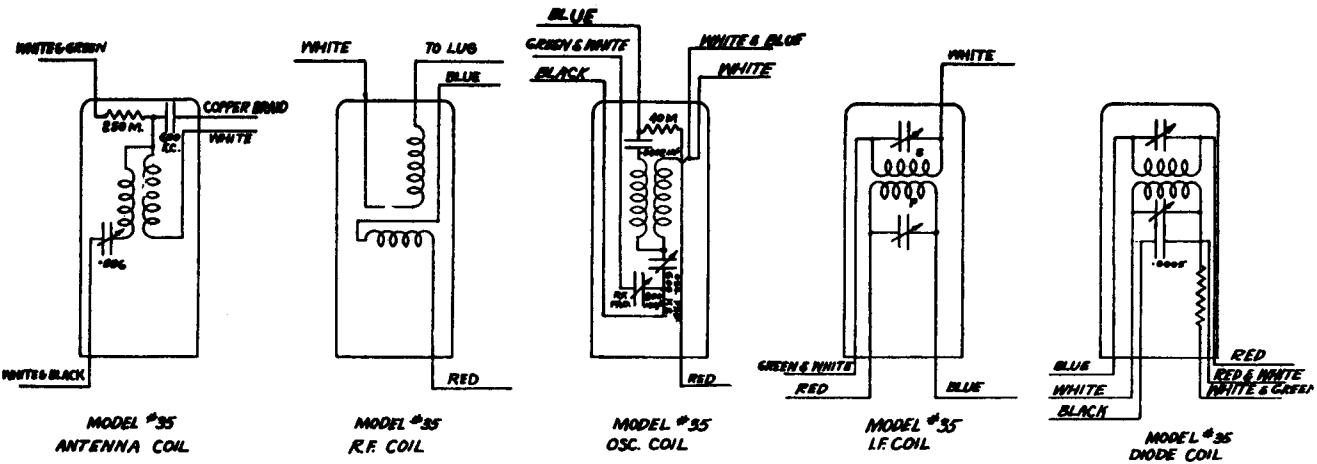 WHITE & GREEN
250 M.
COPPER BRAID
WHITE
.006
WHITE & BLACK
MODEL #35
ANTENNA COIL
WHITE
TO LUG
BLUE
RED
MODEL #35
R.F. COIL
BLUE
GREEN & WHITE
BLACK
WHITE & BLUE
WHITE
40 M
RED
MODEL #35
OSC. COIL
WHITE
S
P
GREEN & WHITE
RED
BLUE
MODEL #35
I.F. COIL
.0005
BLUE
WHITE
BLACK
RED
RED & WHITE
WHITE & GREEN
MODEL #35
DIODE COIL